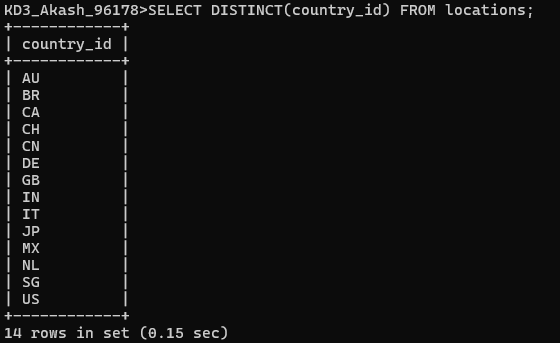 KD3_Akash_96178>SELECT DISTINCT(country_id) FROM locations;
+------------+
| country_id |
+------------+
| AU         |
| BR         |
| CA         |
| CH         |
| CN         |
| DE         |
| GB         |
| IN         |
| IT         |
| JP         |
| MX         |
| NL         |
| SG         |
| US         |
+------------+
14 rows in set (0.15 sec)